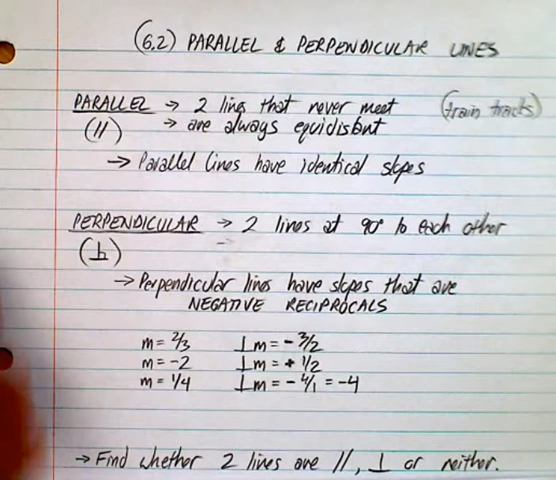 (6.2) PARALLEL & PERPENDICULAR LINES
PARALLEL → 2 lines that never meet (train tracks)
(//) → are always equidistant
→ Parallel lines have identical slopes
PERPENDICULAR → 2 lines at 90° to each other
(⊥)
→ Perpendicular lines have slopes that are
NEGATIVE RECIPROCALS
m = 2/3 ⊥m = -3/2
m = -2 ⊥m = + 1/2
m = 1/4 ⊥m = -4/1 = -4
→ Find whether 2 lines are //, ⊥ or neither.